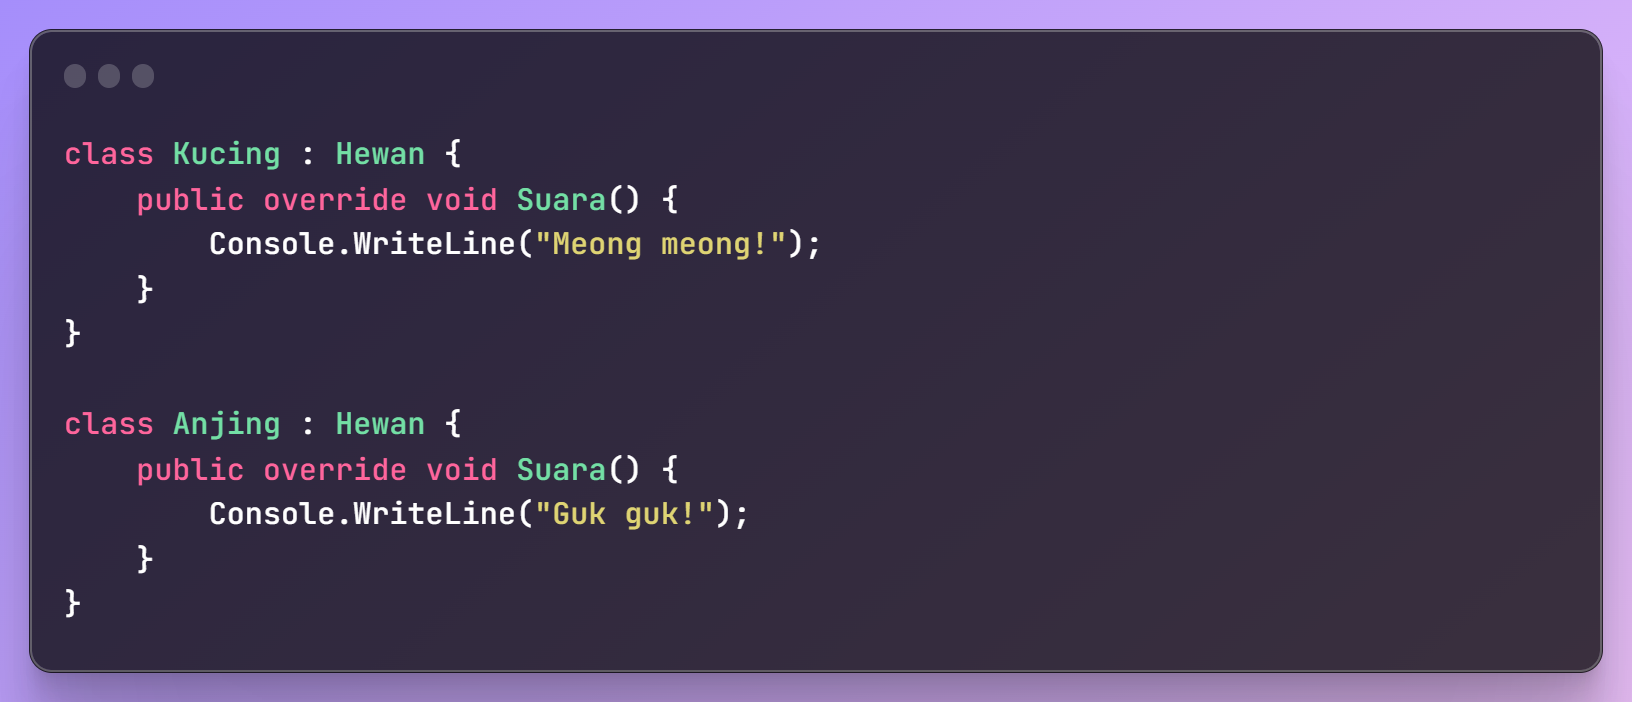 class Kucing : Hewan {
    public override void Suara() {
        Console.WriteLine("Meong meong!");
    }
}

class Anjing : Hewan {
    public override void Suara() {
        Console.WriteLine("Guk guk!");
    }
}